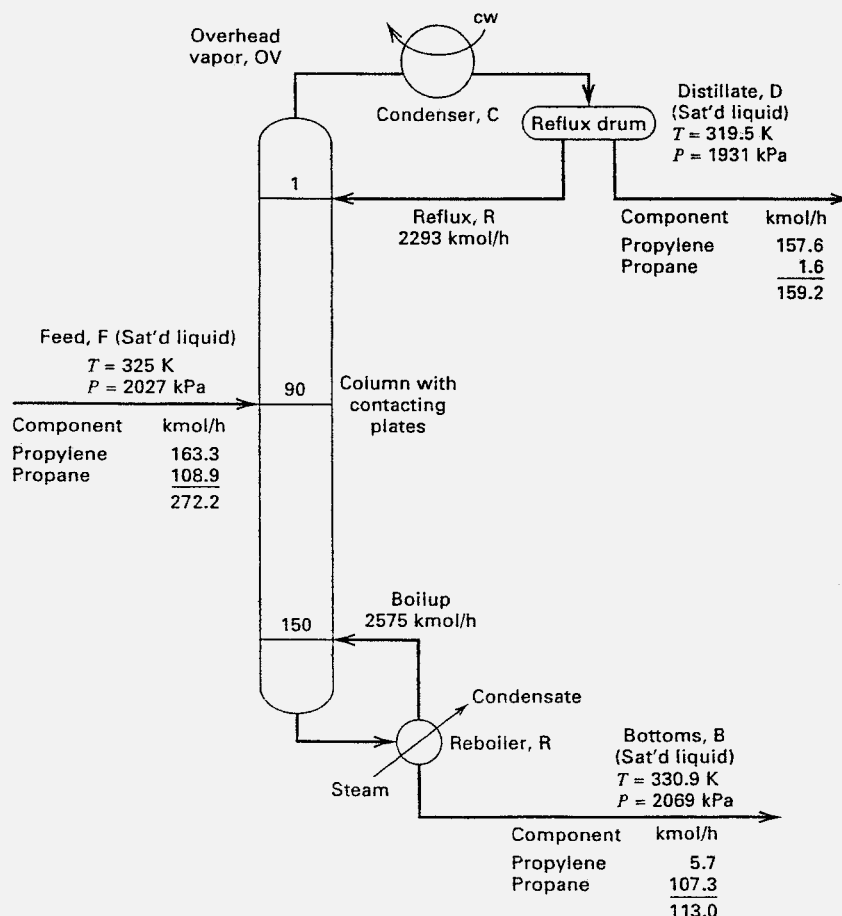 cw
Overhead
vapor, OV
Condenser, C
Reflux drum
Distillate, D
(Sat'd liquid)
T = 319.5 K
P = 1931 kPa
1
Reflux, R
2293 kmol/h
Component kmol/h
Propylene 157.6
Propane 1.6
159.2
Feed, F (Sat'd liquid)
T = 325 K
P = 2027 kPa
90
Column with
contacting
plates
Component kmol/h
Propylene 163.3
Propane 108.9
272.2
Boilup
2575 kmol/h
150
Condensate
Reboiler, R
Steam
Bottoms, B
(Sat'd liquid)
T = 330.9 K
P = 2069 kPa
Component kmol/h
Propylene 5.7
Propane 107.3
113.0